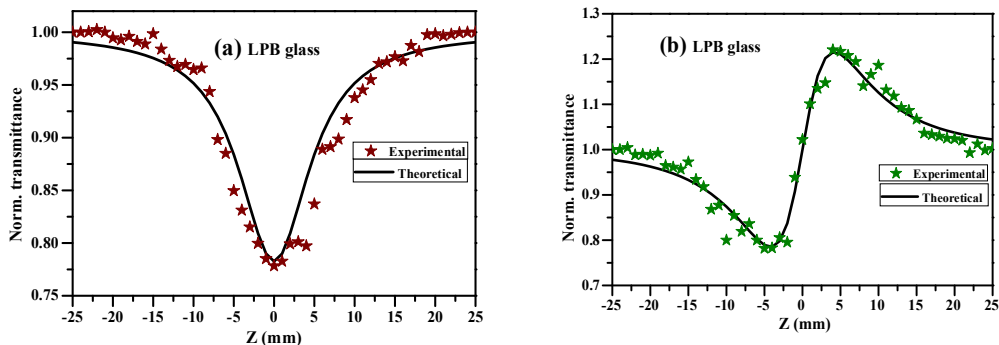 (a) LPB glass
Norm. transmittance
1.00
0.95
0.90
0.85
0.80
0.75
Experimental
Theoretical
-25 -20 -15 -10 -5 0 5 10 15 20 25
Z (mm)
(b) LPB glass
Norm. transmittance
1.3
1.2
1.1
1.0
0.9
0.8
0.7
Experimental
Theoretical
-25 -20 -15 -10 -5 0 5 10 15 20 25
Z (mm)